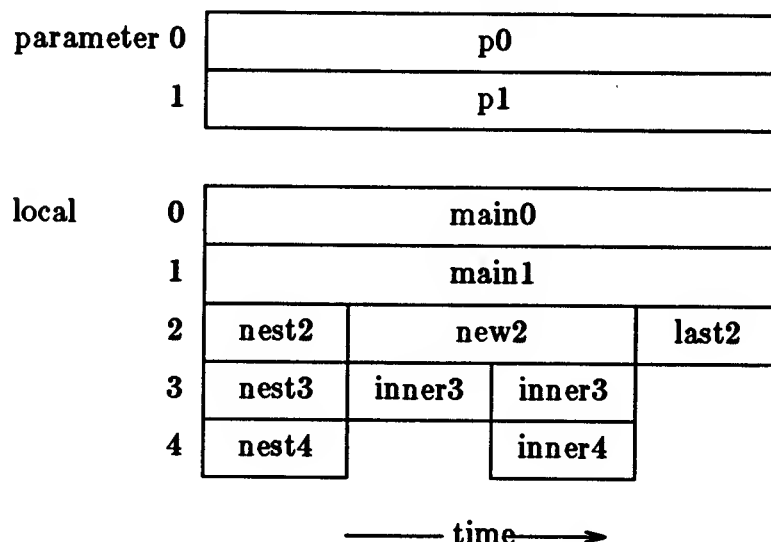 parameter 0 p0
1 p1
local 0 main0
1 main1
2 nest2 new2 last2
3 nest3 inner3 inner3
4 nest4 inner4
time